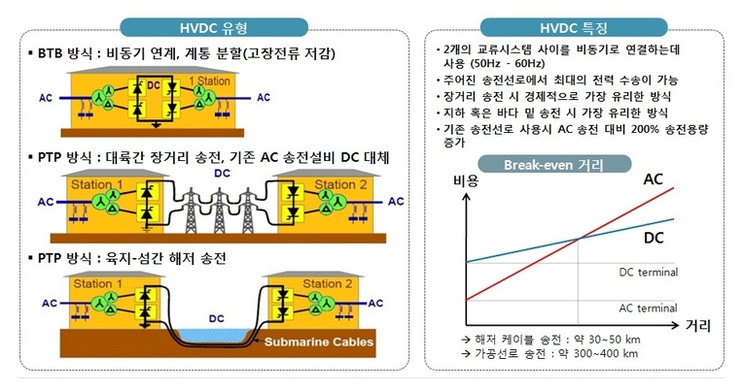 HVDC 유형
▪ BTB 방식 : 비동기 연계, 계통 분할(고장전류 저감)
DC
1 Station
AC
AC
▪ PTP 방식 : 대륙간 장거리 송전, 기존 AC 송전설비 DC 대체
Station 1
DC
Station 2
AC
AC
▪ PTP 방식 : 육지-섬간 해저 송전
Station 1
Station 2
AC
DC
AC
Submarine Cables
HVDC 특징
• 2개의 교류시스템 사이를 비동기로 연결하는데
사용 (50Hz - 60Hz)
• 주어진 송전선로에서 최대의 전력 수송이 가능
• 장거리 송전 시 경제적으로 가장 유리한 방식
• 지하 혹은 바다 밑 송전 시 가장 유리한 방식
• 기존 송전선로 사용시 AC 송전 대비 200% 송전용량
증가
Break-even 거리
비용
AC
DC
DC terminal
AC terminal
거리
→ 해저 케이블 송전 : 약 30~50 km
→ 가공선로 송전 : 약 300~400 km